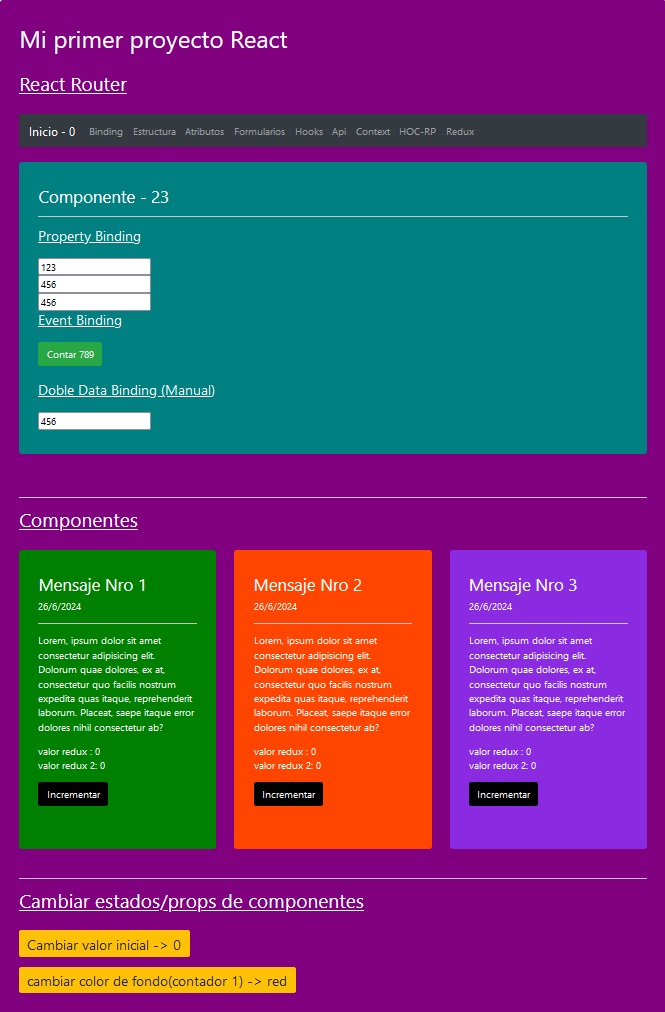 Mi primer proyecto React
React Router
Inicio - 0 Binding Estructura Atributos Formularios Hooks Api Context HOC-RP Redux
Componente - 23
Property Binding
123
456
456
Event Binding
Contar 789
Doble Data Binding (Manual)
456
Componentes
Mensaje Nro 1
26/6/2024
Lorem, ipsum dolor sit amet
consectetur adipisicing elit.
Dolorum quae dolores, ex at,
consectetur quo facilis nostrum
expedita quas itaque, reprehenderit
laborum. Placeat, saepe itaque error
dolores nihil consectetur ab?
valor redux : 0
valor redux 2: 0
Incrementar
Mensaje Nro 2
26/6/2024
Lorem, ipsum dolor sit amet
consectetur adipisicing elit.
Dolorum quae dolores, ex at,
consectetur quo facilis nostrum
expedita quas itaque, reprehenderit
laborum. Placeat, saepe itaque error
dolores nihil consectetur ab?
valor redux : 0
valor redux 2: 0
Incrementar
Mensaje Nro 3
26/6/2024
Lorem, ipsum dolor sit amet
consectetur adipisicing elit.
Dolorum quae dolores, ex at,
consectetur quo facilis nostrum
expedita quas itaque, reprehenderit
laborum. Placeat, saepe itaque error
dolores nihil consectetur ab?
valor redux : 0
valor redux 2: 0
Incrementar
Cambiar estados/props de componentes
Cambiar valor inicial -> 0
cambiar color de fondo(contador 1) -> red